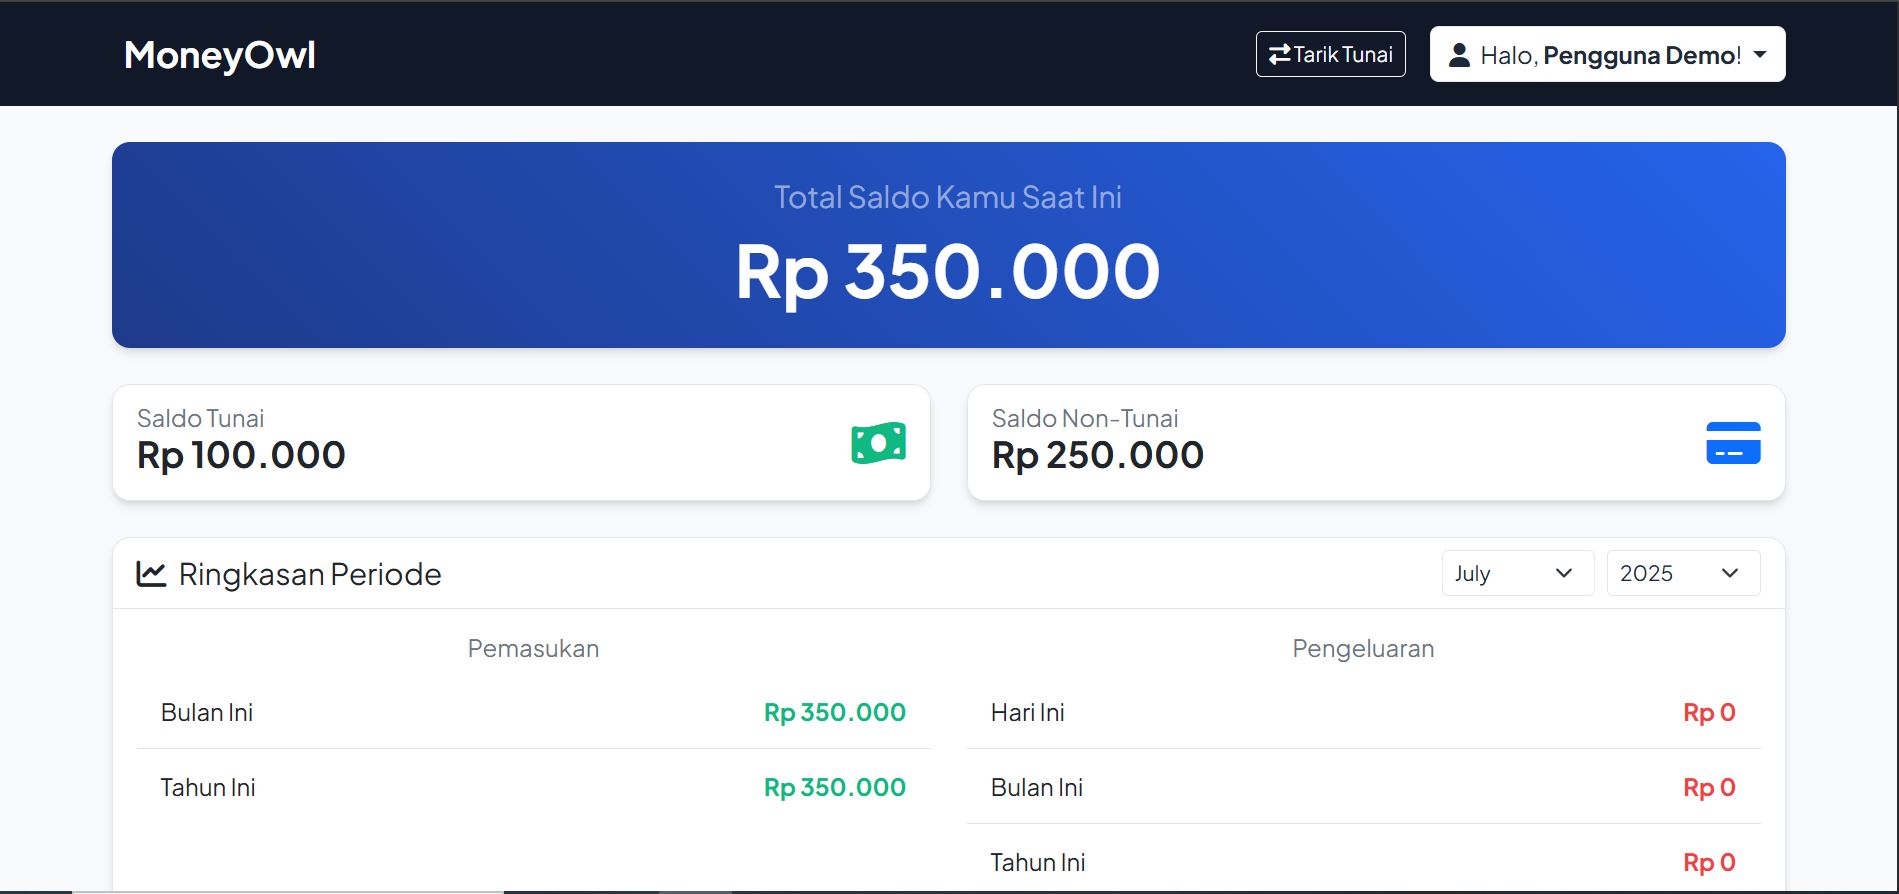 MoneyOwl
Tarik Tunai
Halo, Pengguna Demo!
Total Saldo Kamu Saat Ini
Rp 350.000
Saldo Tunai
Rp 100.000
Saldo Non-Tunai
Rp 250.000
Ringkasan Periode
July
2025
Pemasukan
Bulan Ini Rp 350.000
Tahun Ini Rp 350.000
Pengeluaran
Hari Ini Rp 0
Bulan Ini Rp 0
Tahun Ini Rp 0